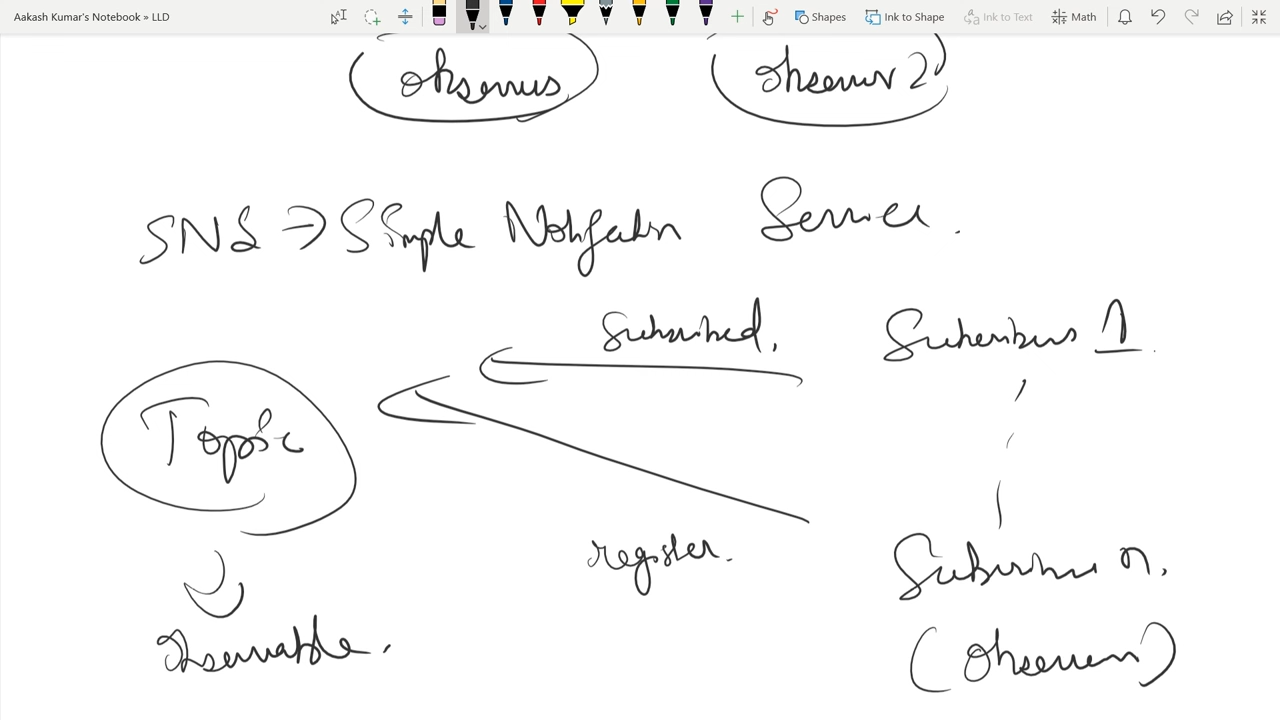 Aakash Kumar's Notebook » LLD
Shapes Ink to Shape Ink to Text Math
observer observer 2
SNS → Simple Notification Service.
Subscribed, Subscriber 1
Topic
register. Subscriber n.
Observable. (Observer)